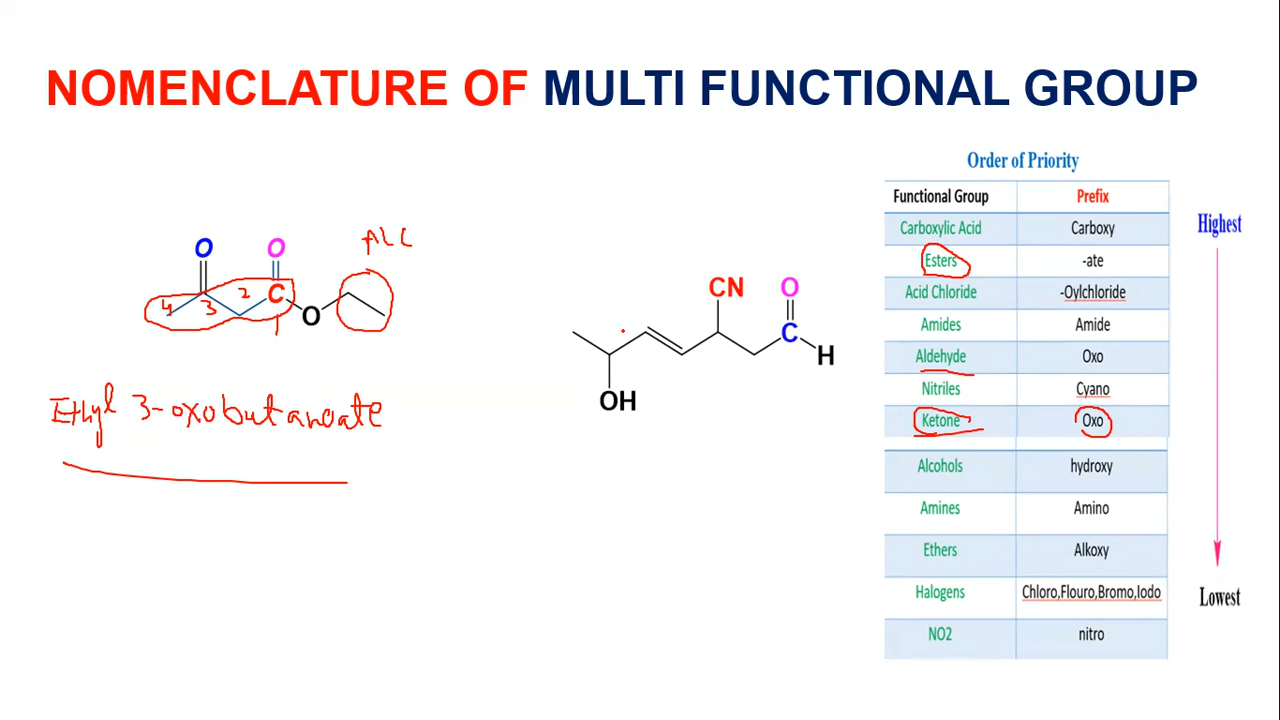 NOMENCLATURE OF MULTI FUNCTIONAL GROUP
O
O
ALC
4 3 2 C
1
O
Ethyl 3-oxobutanoate
CN
O
C
H
OH
Order of Priority
Functional Group Prefix
Carboxylic Acid Carboxy
Esters -ate
Acid Chloride -Oylchloride
Amides Amide
Aldehyde Oxo
Nitriles Cyano
Ketone Oxo
Alcohols hydroxy
Amines Amino
Ethers Alkoxy
Halogens Chloro,Flouro,Bromo,Iodo
NO2 nitro
Highest
Lowest